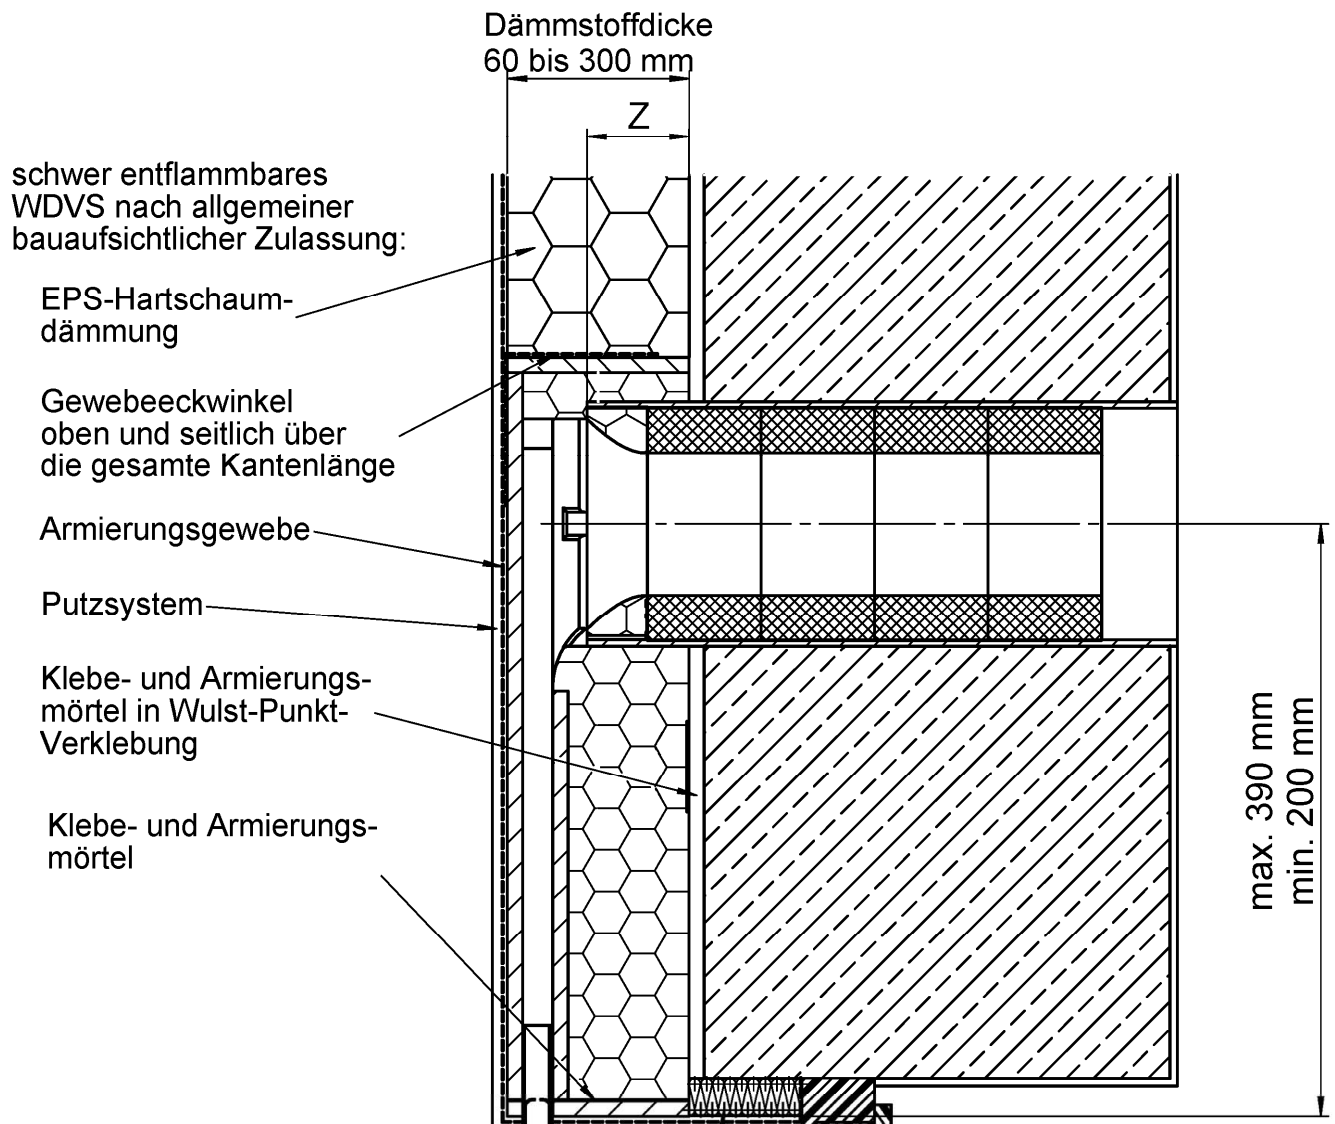 Dämmstoffdicke
60 bis 300 mm
Z
schwer entflammbares
WDVS nach allgemeiner
bauaufsichtlicher Zulassung:
EPS-Hartschaum-
dämmung
Gewebeeckwinkel
oben und seitlich über
die gesamte Kantenlänge
Armierungsgewebe
Putzsystem
Klebe- und Armierungs-
mörtel in Wulst-Punkt-
Verklebung
Klebe- und Armierungs-
mörtel
max. 390 mm
min. 200 mm